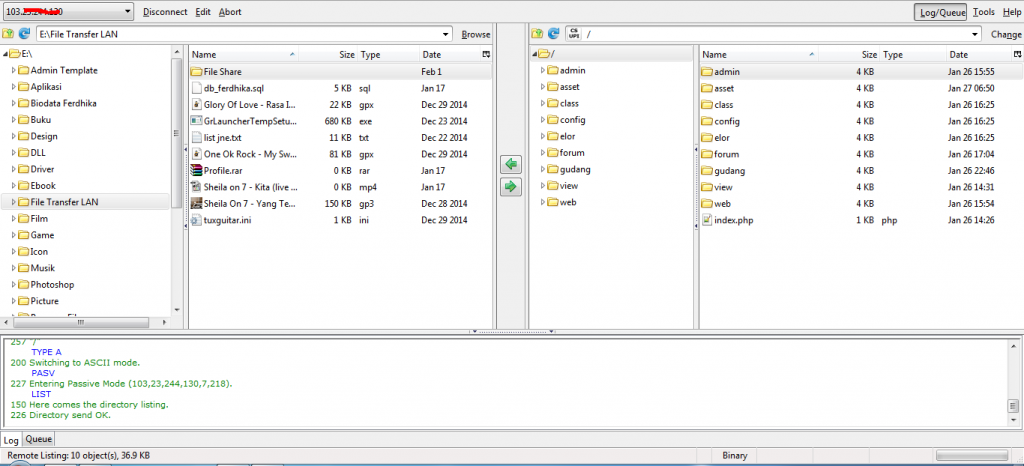 103.23.244.130 Disconnect Edit Abort Log/Queue Tools Help
E:\File Transfer LAN Browse / Change
E:\
Admin Template
Aplikasi
Biodata Ferdhika
Buku
Design
DLL
Driver
Ebook
File Transfer LAN
Film
Game
Icon
Musik
Photoshop
Picture
Name Size Type Date
File Share Feb 1
db_ferdhika.sql 5 KB sql Jan 17
Glory Of Love - Rasa I... 22 KB gpx Dec 29 2014
GrLauncherTempSetu... 680 KB exe Dec 23 2014
list jne.txt 11 KB txt Dec 22 2014
One Ok Rock - My Sw... 81 KB gpx Dec 29 2014
Profile.rar 0 KB rar Jan 17
Sheila on 7 - Kita (live ... 0 KB mp4 Jan 17
Sheila On 7 - Yang Te... 150 KB gp3 Dec 28 2014
tuxguitar.ini 1 KB ini Dec 29 2014
/
admin
asset
class
config
elor
forum
gudang
view
web
Name Size Type Date
admin 4 KB Jan 26 15:55
asset 4 KB Jan 27 06:50
class 4 KB Jan 26 16:25
config 4 KB Jan 26 16:25
elor 4 KB Jan 26 16:25
forum 4 KB Jan 26 17:04
gudang 4 KB Jan 26 22:46
view 4 KB Jan 26 14:31
web 4 KB Jan 26 15:54
index.php 1 KB php Jan 26 14:26
257 "/"
TYPE A
200 Switching to ASCII mode.
PASV
227 Entering Passive Mode (103,23,244,130,7,218).
LIST
150 Here comes the directory listing.
226 Directory send OK.
Log Queue
Remote Listing: 10 object(s), 36.9 KB Binary